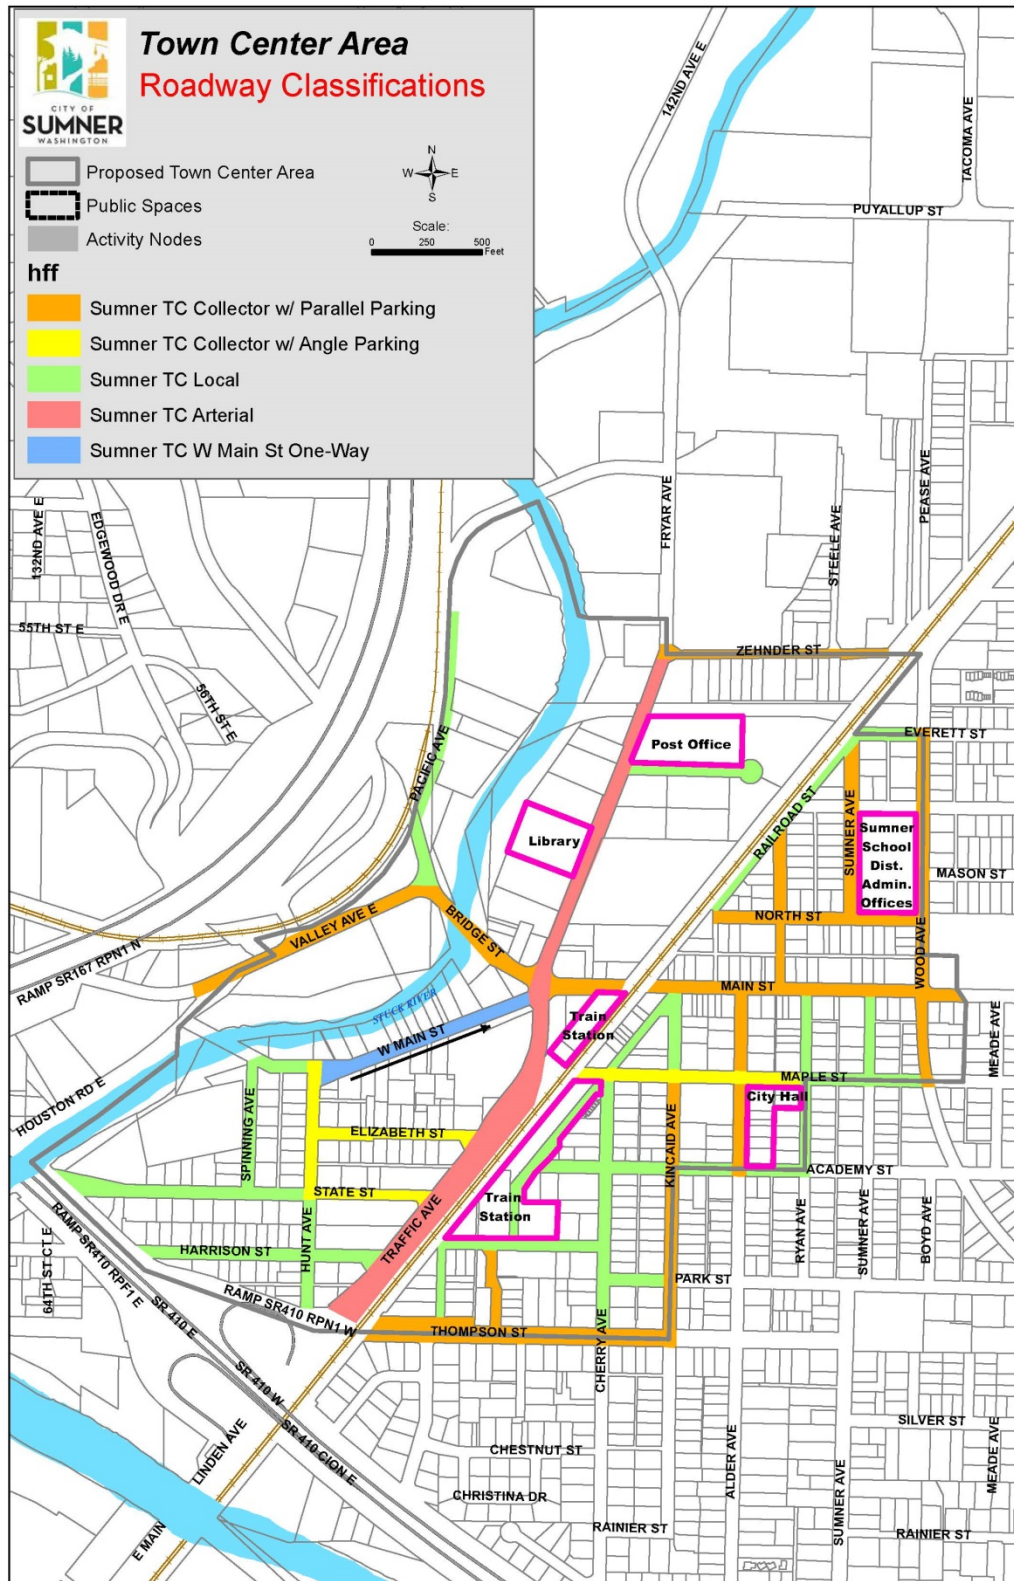 Town Center Area
Roadway Classifications
CITY OF
SUMNER
WASHINGTON
Proposed Town Center Area
Public Spaces
Activity Nodes
N
W
E
S
Scale:
0 250 500
Feet
hff
Sumner TC Collector w/ Parallel Parking
Sumner TC Collector w/ Angle Parking
Sumner TC Local
Sumner TC Arterial
Sumner TC W Main St One-Way
142ND AVE E
TACOMA AVE
PUYALLUP ST
132ND AVE E
EDGEWOOD DR E
FRYAR AVE
STEELE AVE
PEASE AVE
55TH ST E
56TH ST E
ZEHNDER ST
EVERETT ST
Post Office
PACIFIC AVE
RAILROAD ST
SUMNER AVE
Library
Sumner
School
Dist.
Admin.
Offices
MASON ST
NORTH ST
VALLEY AVE E
BRIDGE ST
WOOD AVE
RAMP SR167 RPN1 N
MAIN ST
STUCK RIVER
W MAIN ST
Train
Station
MEADE AVE
HOUSTON RD E
MAPLE ST
City Hall
SPINNING AVE
ELIZABETH ST
KINCAID AVE
ACADEMY ST
STATE ST
Train
Station
TRAFFIC AVE
HUNT AVE
RYAN AVE
SUMNER AVE
BOYD AVE
HARRISON ST
64TH ST CT E
RAMP SR410 RPF1 E
PARK ST
RAMP SR410 RPN1 W
SR 410 E
THOMPSON ST
CHERRY AVE
SR 410 W
SR 410 CION E
LINDEN AVE
SILVER ST
CHESTNUT ST
ALDER AVE
SUMNER AVE
MEADE AVE
CHRISTINA DR
E MAIN
RAINIER ST
RAINIER ST